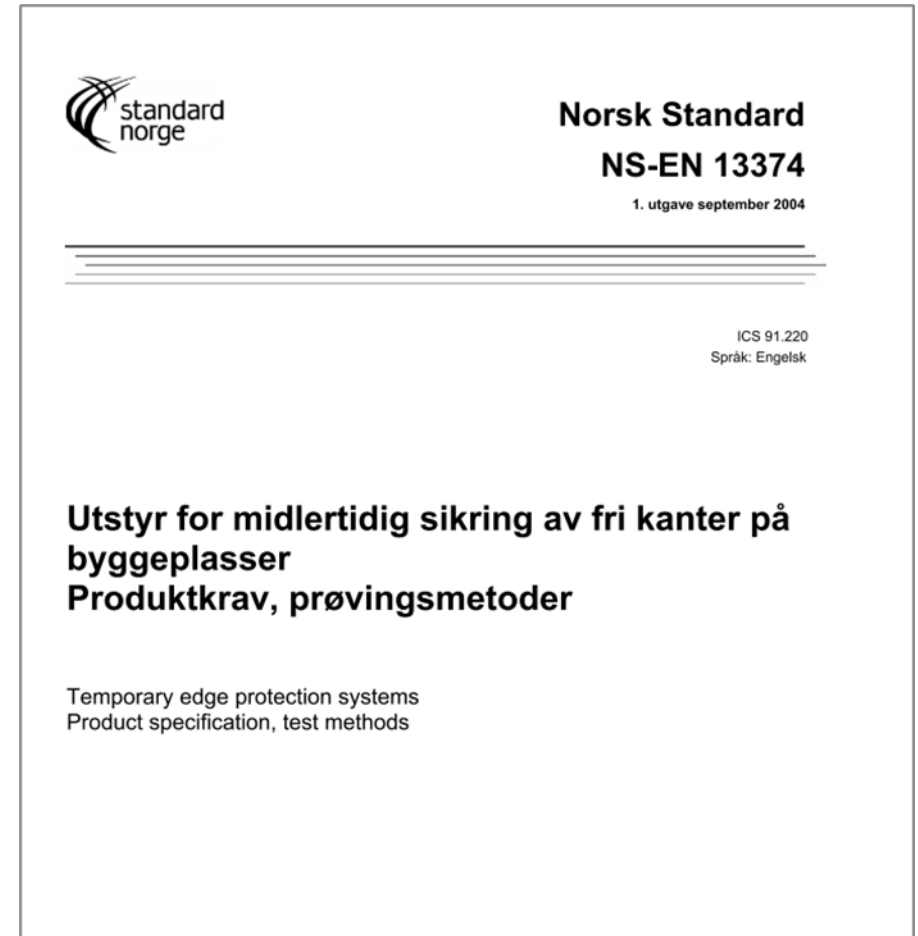 standard
norge
Norsk Standard
NS-EN 13374
1. utgave september 2004
ICS 91.220
Språk: Engelsk
Utstyr for midlertidig sikring av fri kanter på
byggeplasser
Produktkrav, prøvingsmetoder
Temporary edge protection systems
Product specification, test methods